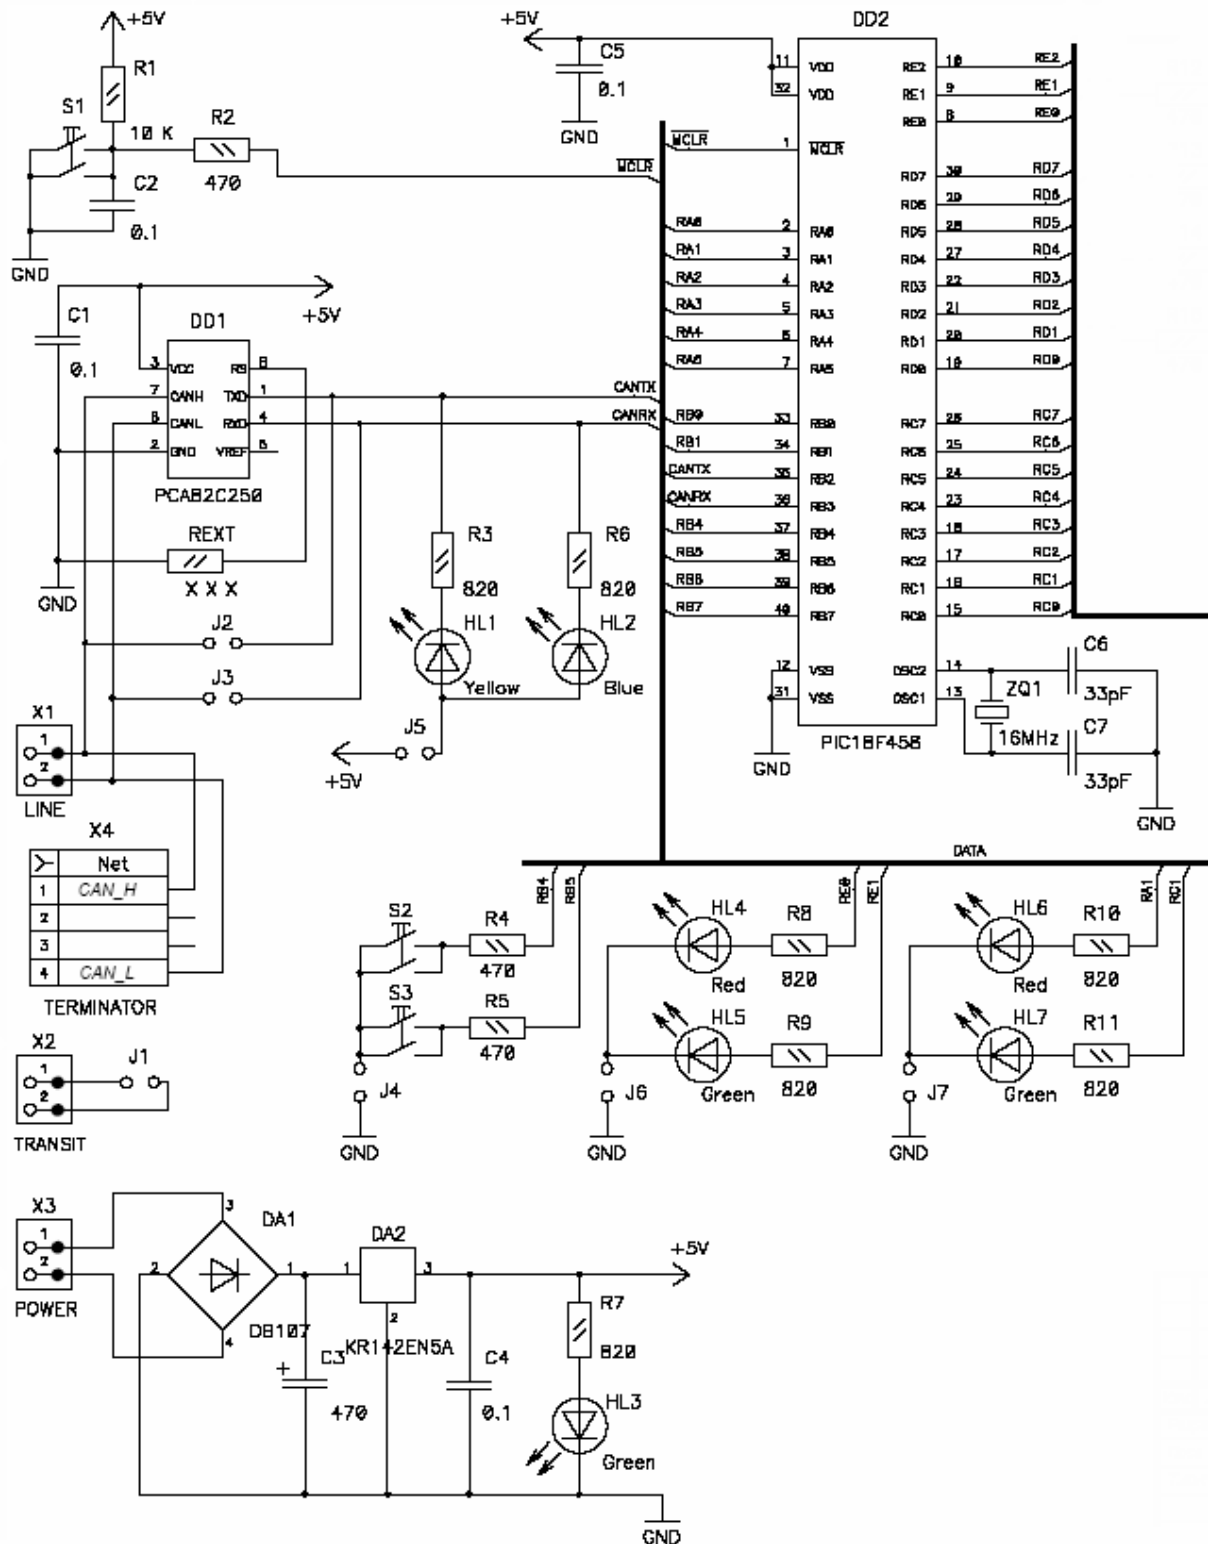 +5V
R1
S1
10 K
R2
470
C2
0.1
GND
MCLR
+5V
C5
0.1
GND
DD2
11 VDD
32 VDD
1 MCLR
MCLR
RA0 2 RA0
RA1 3 RA1
RA2 4 RA2
RA3 5 RA3
RA4 6 RA4
RA5 7 RA5
RB0 33 RB0
RB1 34 RB1
CANTX 35 RB2
CANRX 36 RB3
RB4 37 RB4
RB5 38 RB5
RB6 39 RB6
RB7 40 RB7
12 VSS
31 VSS
GND
RE2 10 RE2
RE1 9 RE1
RE0 8 RE0
RD7 30 RD7
RD6 29 RD6
RD5 28 RD5
RD4 27 RD4
RD3 22 RD3
RD2 21 RD2
RD1 20 RD1
RD0 19 RD0
RC7 26 RC7
RC6 25 RC6
RC5 24 RC5
RC4 23 RC4
RC3 18 RC3
RC2 17 RC2
RC1 16 RC1
RC0 15 RC0
OSC2 14
OSC1 13
PIC18F458
ZQ1
16MHz
C6
33pF
C7
33pF
GND
C1
0.1
+5V
DD1
3 VCC RS 8
7 CANH TXD 1
6 CANL RXD 4
2 GND VREF 5
PCA82C250
CANTX
CANRX
REXT
X X X
GND
J2
J3
R3
820
HL1
Yellow
R6
820
HL2
Blue
J5
+5V
X1
1
2
LINE
X4
Net
1 CAN_H
2
3
4 CAN_L
TERMINATOR
X2
1
2
J1
TRANSIT
DATA
RB4
RB5
RE0
RE1
RA1
RC1
S2
R4
470
S3
R5
470
J4
GND
HL4
R8
Red
820
HL5
R9
Green
820
J6
GND
HL6
R10
Red
820
HL7
R11
Green
820
J7
GND
X3
1
2
POWER
3
DA1
2
1
4
DB107
DA2
1
3
2
KR142EN5A
+
C3
470
C4
0.1
+5V
R7
820
HL3
Green
GND